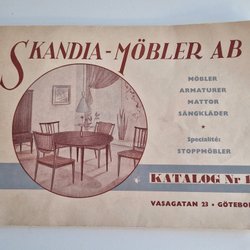 SKANDIA-MÖBLER AB
MÖBLER
ARMATURER
MATTOR
SÄNGKLÄDER
Specialité:
STOPPMÖBLER
KATALOG Nr 1
VASAGATAN 23 • GÖTEBO